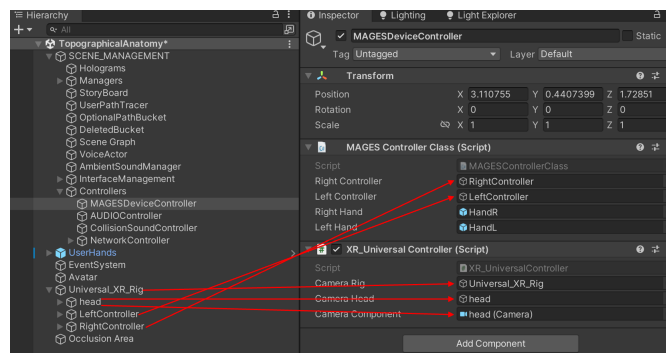 Hierarchy
All
TopographicalAnatomy*
SCENE_MANAGEMENT
Holograms
Managers
StoryBoard
UserPathTracer
OptionalPathBucket
DeletedBucket
Scene Graph
VoiceActor
AmbientSoundManager
InterfaceManagement
Controllers
MAGESDeviceController
AUDIOController
CollisionSoundController
NetworkController
UserHands
EventSystem
Avatar
Universal_XR_Rig
head
LeftController
RightController
Occlusion Area
Inspector Lighting Light Explorer
MAGESDeviceController Static
Tag Untagged Layer Default
Transform
Position X 3.110755 Y 0.4407399 Z 1.72851
Rotation X 0 Y 0 Z 0
Scale X 1 Y 1 Z 1
MAGES Controller Class (Script)
Script MAGESControllerClass
Right Controller RightController
Left Controller LeftController
Right Hand HandR
Left Hand HandL
XR_Universal Controller (Script)
Script XR_UniversalController
Camera Rig Universal_XR_Rig
Camera Head head
Camera Component head (Camera)
Add Component